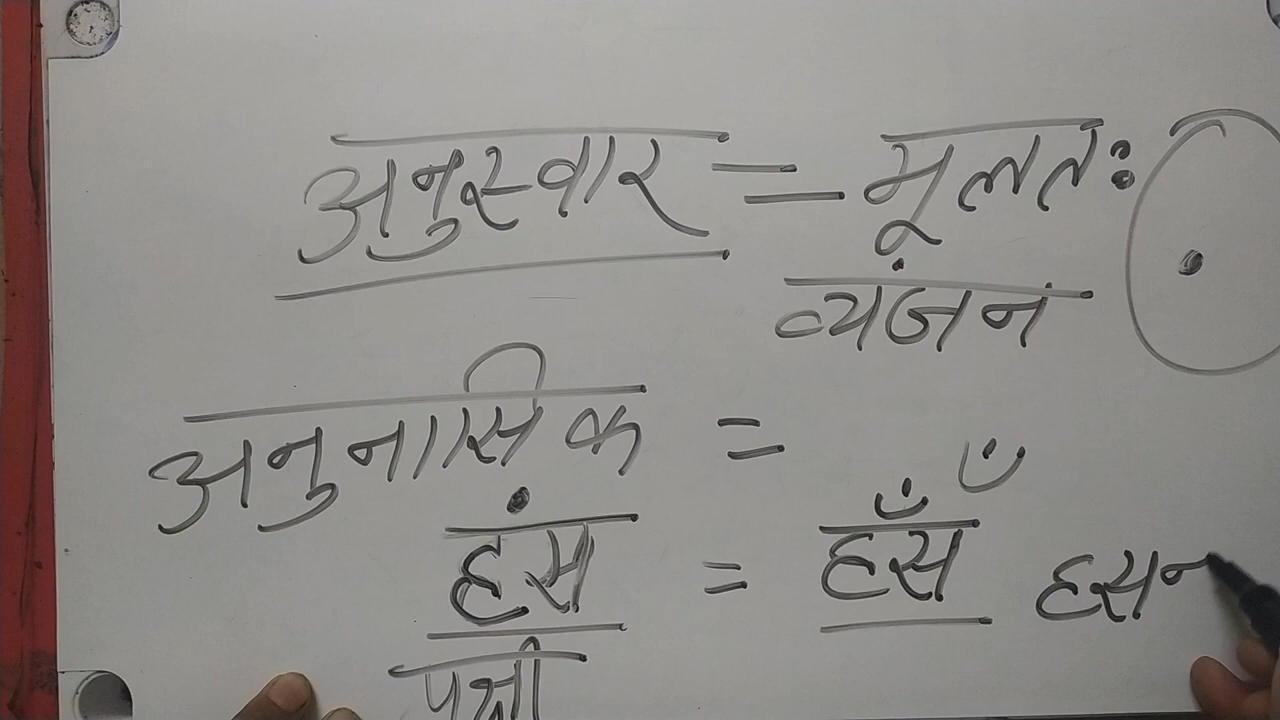 अनुस्वार = मूलतः
व्यंजन
अनुनासिक =
हंस = हँस हसन
पक्षी